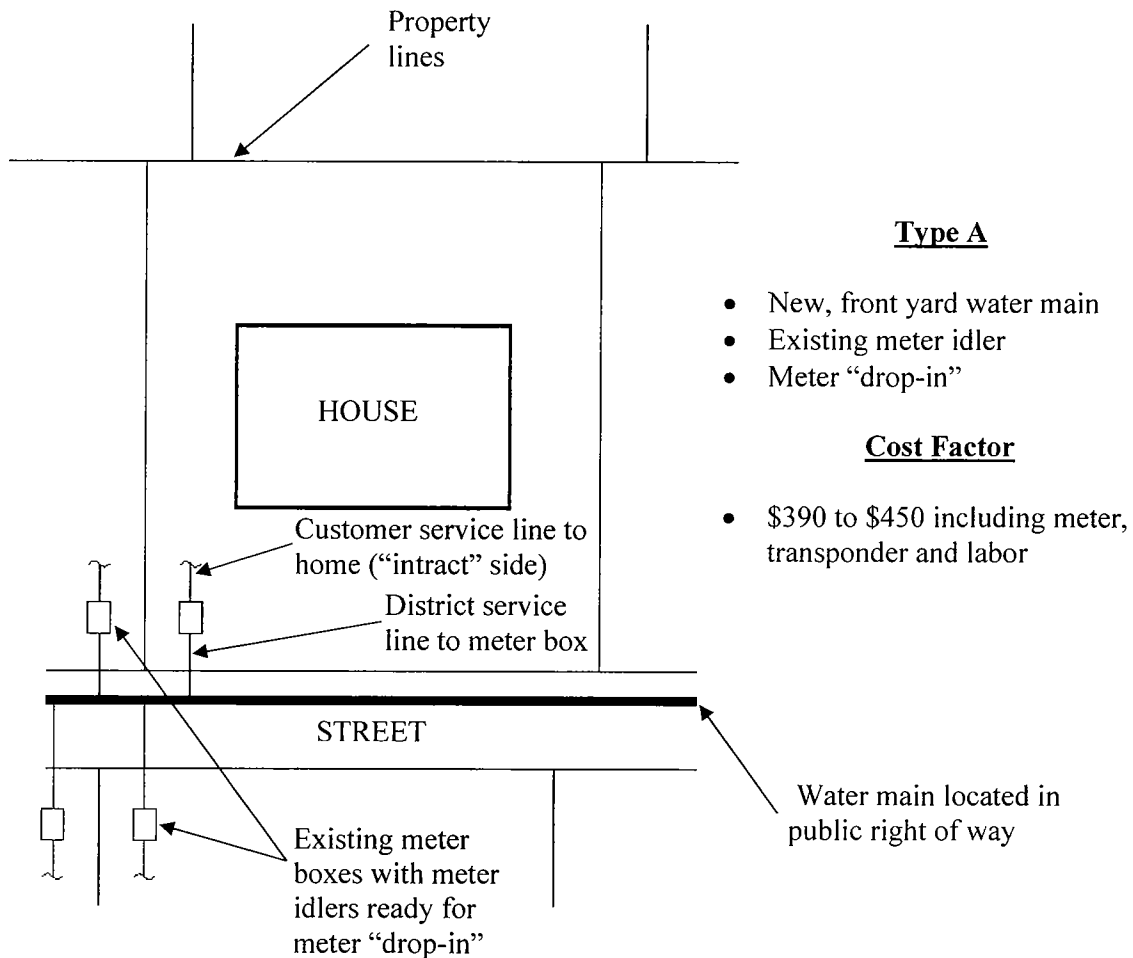 Property
lines
Type A
• New, front yard water main
• Existing meter idler
• Meter “drop-in”
HOUSE
Cost Factor
• $390 to $450 including meter,
transponder and labor
Customer service line to
home (“intract” side)
District service
line to meter box
STREET
Water main located in
public right of way
Existing meter
boxes with meter
idlers ready for
meter “drop-in”